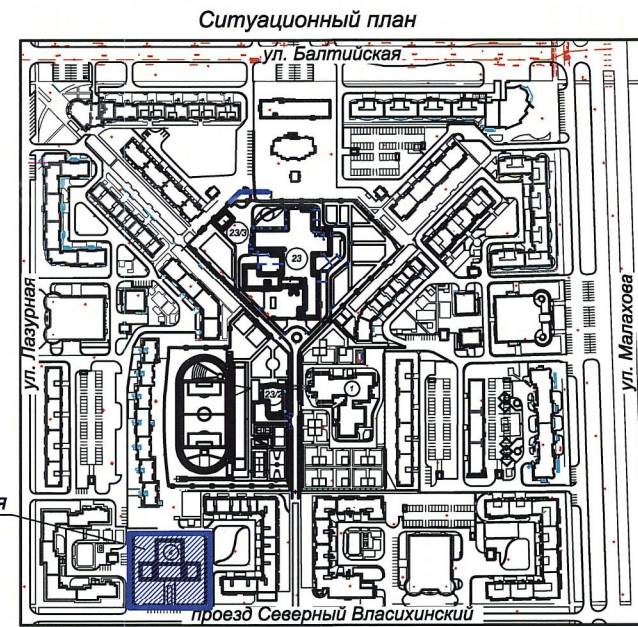 Ситуационный план
ул. Балтийская
23/3
23
ул. Лазурная
ул. Малахова
23/2
1
я
проезд Северный Власихинский